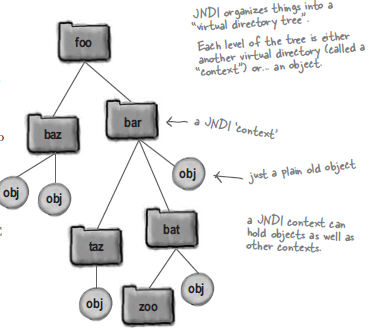 JNDI organizes things into a
"virtual directory tree".
Each level of the tree is either
another virtual directory (called a
"context") or... an object.
foo
baz
bar
a JNDI 'context'
obj
obj
obj
just a plain old object
taz
bat
a JNDI context can
hold objects as well as
other contexts.
obj
zoo
obj